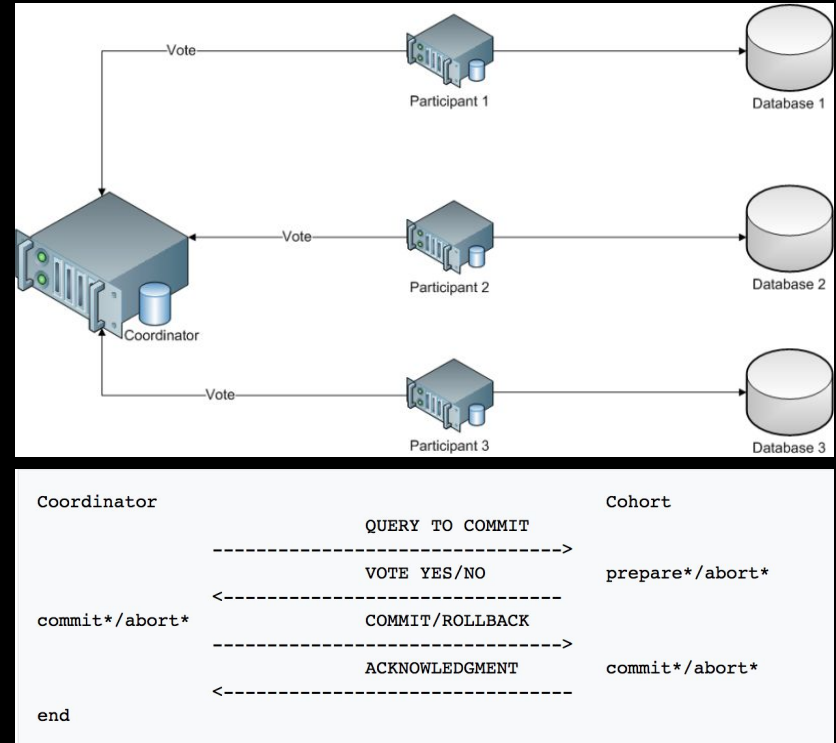 Vote
Participant 1
Database 1
Vote
Participant 2
Database 2
Coordinator
Vote
Participant 3
Database 3
Coordinator Cohort
QUERY TO COMMIT
-------------------------------->
VOTE YES/NO prepare*/abort*
<-------------------------------
commit*/abort* COMMIT/ROLLBACK
-------------------------------->
ACKNOWLEDGMENT commit*/abort*
<--------------------------------
end